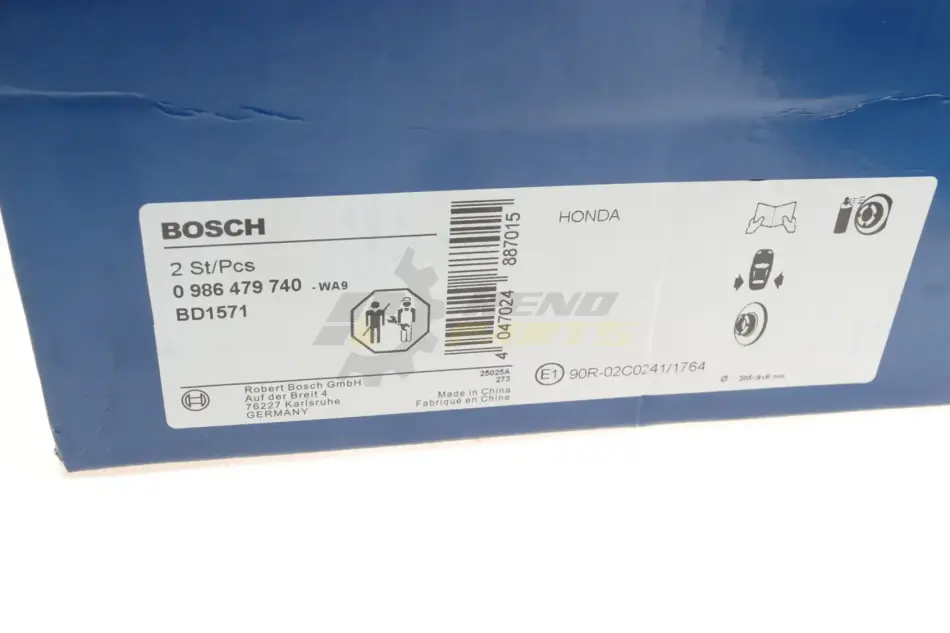 BOSCH
2 St/Pcs
0 986 479 740 - WA9
BD1571
Robert Bosch GmbH
Auf der Breit 4
76227 Karlsruhe
GERMANY
4 047024 887015
25025A
273
Made in China
Fabriqué en Chine
HONDA
E1 90R-02C0241/1764
Ø
mm